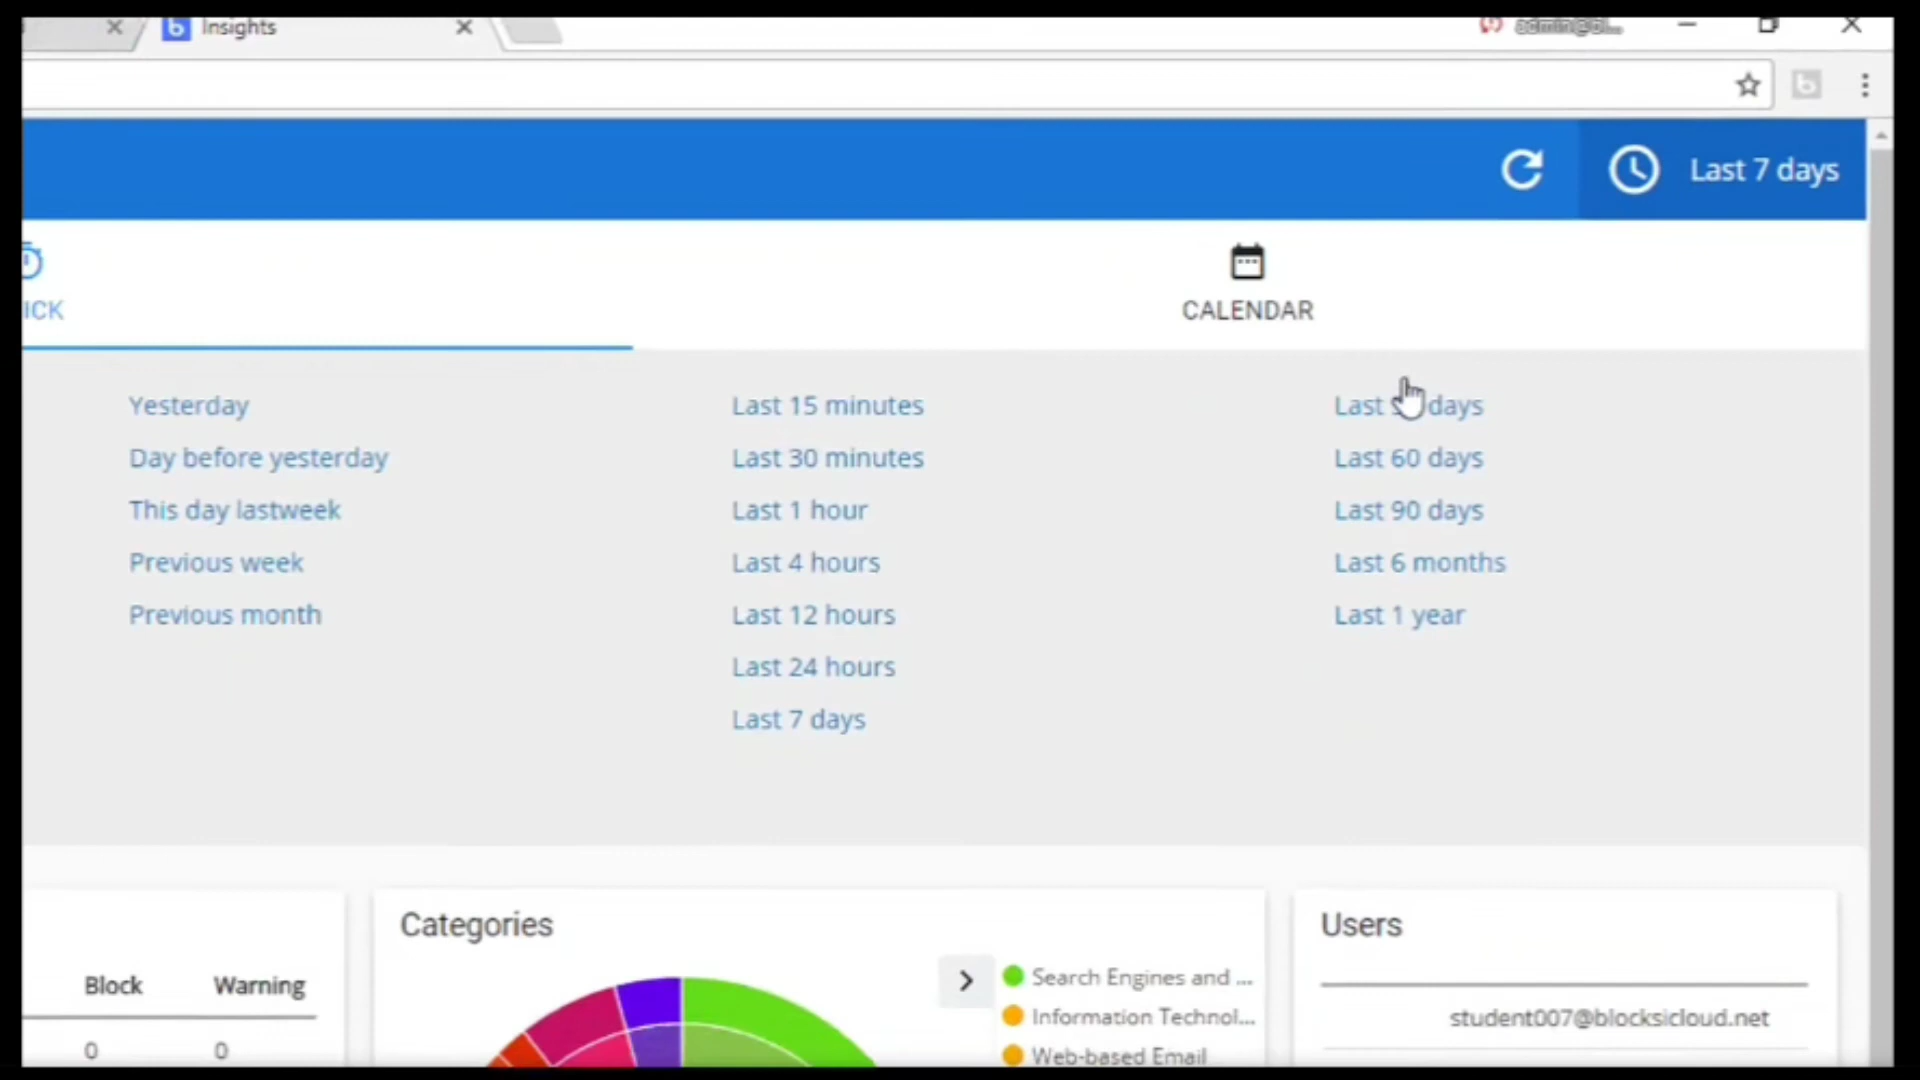 Insights
Last 7 days
ICK
CALENDAR
Yesterday
Day before yesterday
This day lastweek
Previous week
Previous month
Last 15 minutes
Last 30 minutes
Last 1 hour
Last 4 hours
Last 12 hours
Last 24 hours
Last 7 days
Last days
Last 60 days
Last 90 days
Last 6 months
Last 1 year
Block Warning
0 0
Categories
Search Engines and ...
Information Technol...
Web-based Email
Users
student007@blocksicloud.net